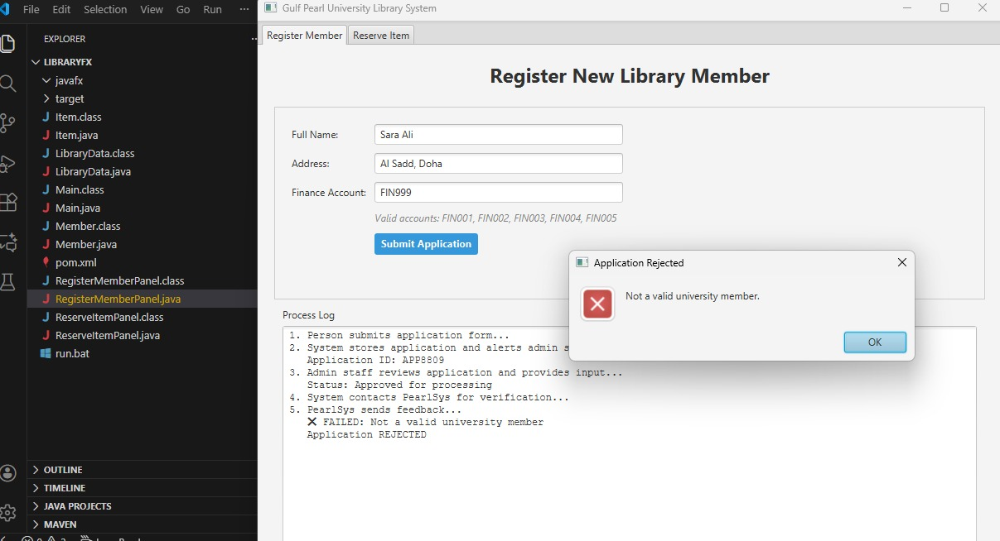 File Edit Selection View Go Run ...
EXPLORER ...
LIBRARYFX
javafx
target
J Item.class
J Item.java
J LibraryData.class
J LibraryData.java
J Main.class
J Main.java
J Member.class
J Member.java
pom.xml
J RegisterMemberPanel.class
J RegisterMemberPanel.java
J ReserveItemPanel.class
J ReserveItemPanel.java
run.bat
OUTLINE
TIMELINE
JAVA PROJECTS
MAVEN
Gulf Pearl University Library System
Register Member Reserve Item
Register New Library Member
Full Name: Sara Ali
Address: Al Sadd, Doha
Finance Account: FIN999
Valid accounts: FIN001, FIN002, FIN003, FIN004, FIN005
Submit Application
Process Log
1. Person submits application form...
2. System stores application and alerts admin s
Application ID: APP8809
3. Admin staff reviews application and provides input...
Status: Approved for processing
4. System contacts PearlSys for verification...
5. PearlSys sends feedback...
❌ FAILED: Not a valid university member
Application REJECTED
Application Rejected
Not a valid university member.
OK